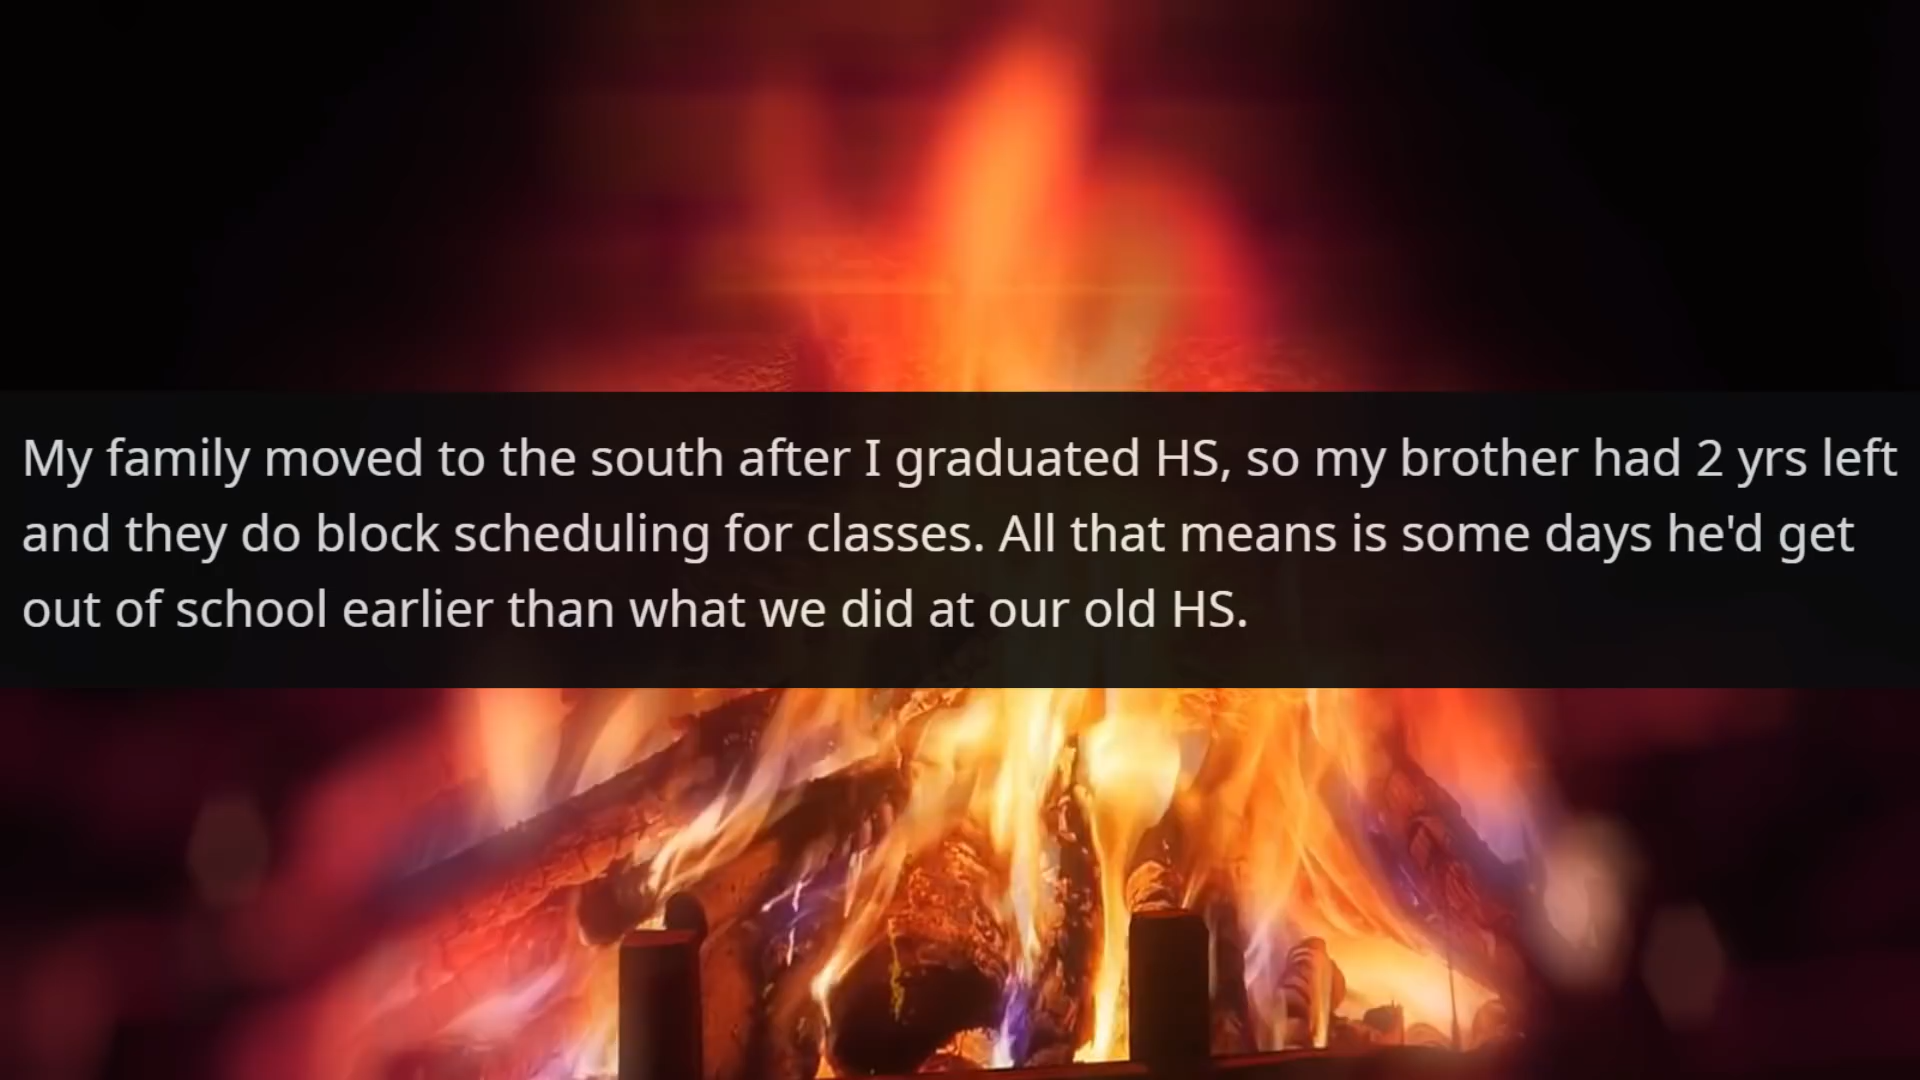 My family moved to the south after I graduated HS, so my brother had 2 yrs left
and they do block scheduling for classes. All that means is some days he'd get
out of school earlier than what we did at our old HS.